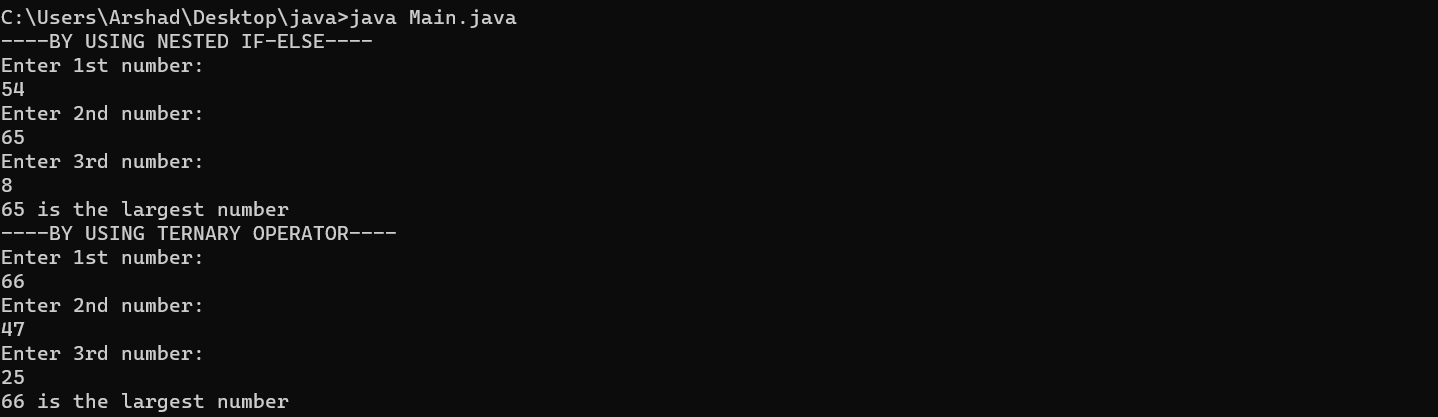 C:\Users\Arshad\Desktop\java>java Main.java
----BY USING NESTED IF-ELSE----
Enter 1st number:
54
Enter 2nd number:
65
Enter 3rd number:
8
65 is the largest number
----BY USING TERNARY OPERATOR----
Enter 1st number:
66
Enter 2nd number:
47
Enter 3rd number:
25
66 is the largest number